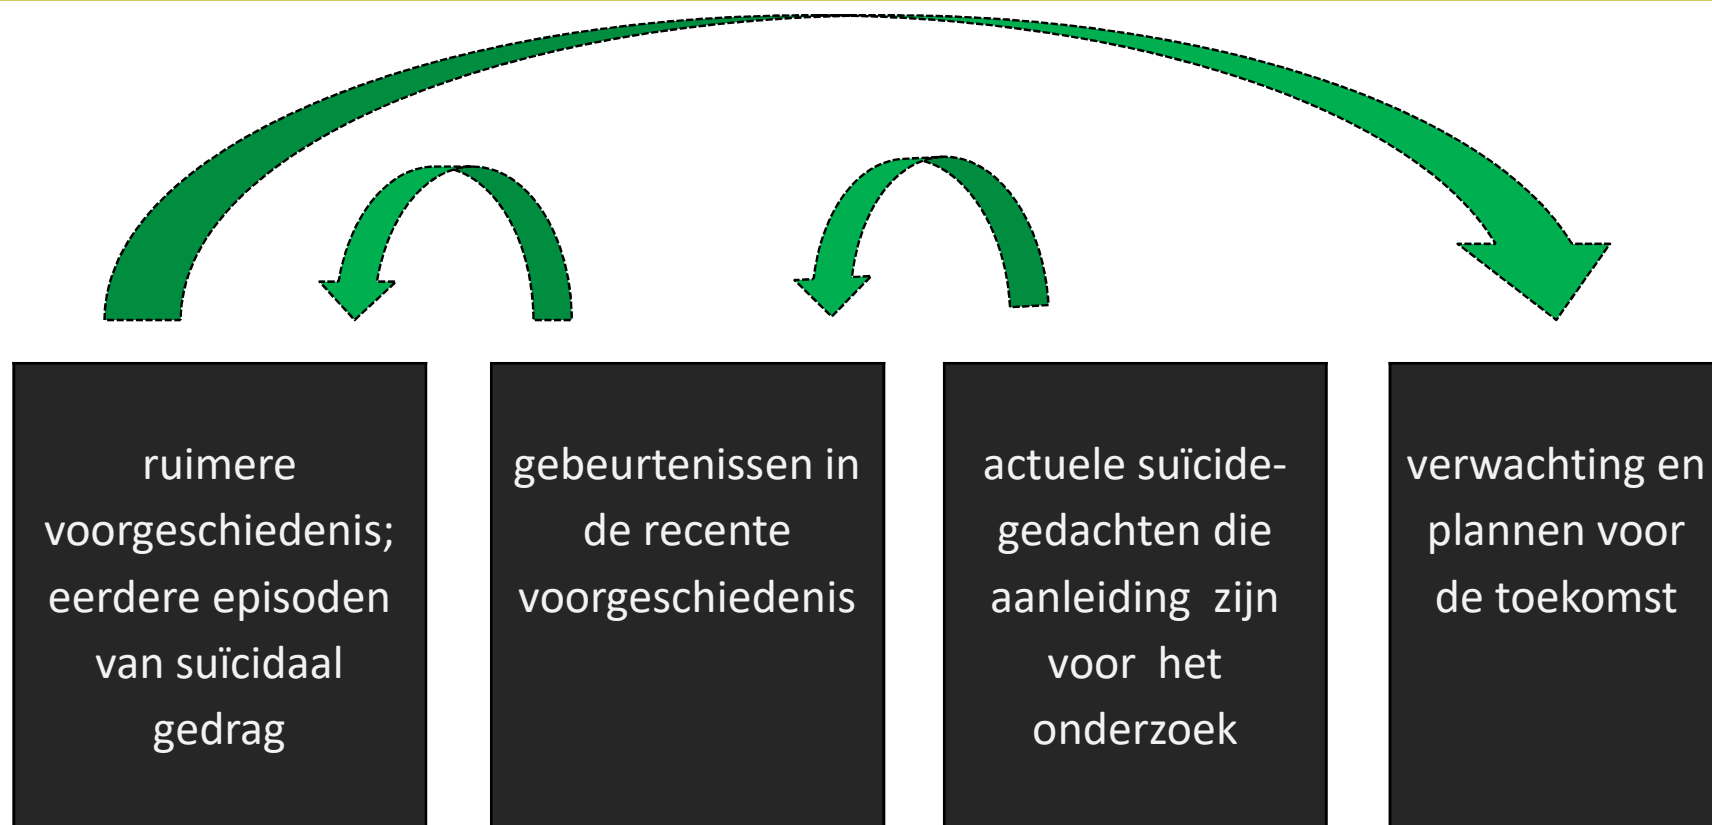 ruimere
voorgeschiedenis;
eerdere episoden
van suïcidaal
gedrag
gebeurtenissen in
de recente
voorgeschiedenis
actuele suïcide-
gedachten die
aanleiding  zijn
voor  het
onderzoek
verwachting en
plannen voor
de toekomst